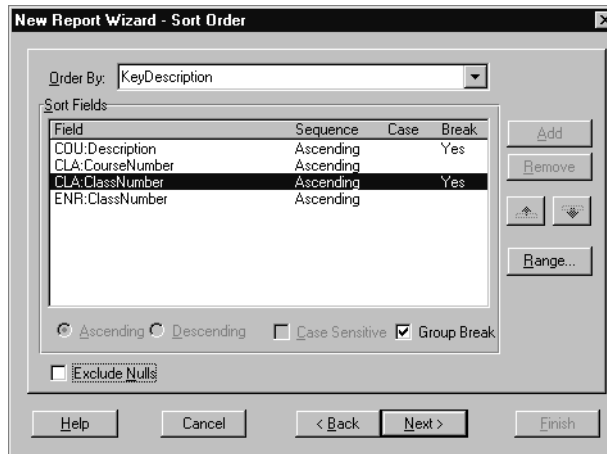 New Report Wizard - Sort Order
Order By: KeyDescription
Sort Fields
Field Sequence Case Break
COU:Description Ascending Yes
CLA:CourseNumber Ascending
CLA:ClassNumber Ascending Yes
ENR:ClassNumber Ascending
Add
Remove
Range...
Ascending Descending Case Sensitive Group Break
Exclude Nulls
Help Cancel < Back Next > Finish